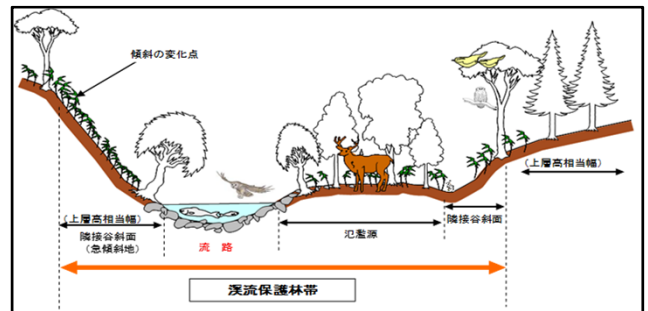 傾斜の変化点
(上層高相当幅)
(上層高相当幅)
隣接谷斜面
(急傾斜地)
流 路
氾濫源
隣接谷斜面
渓流保護林帯